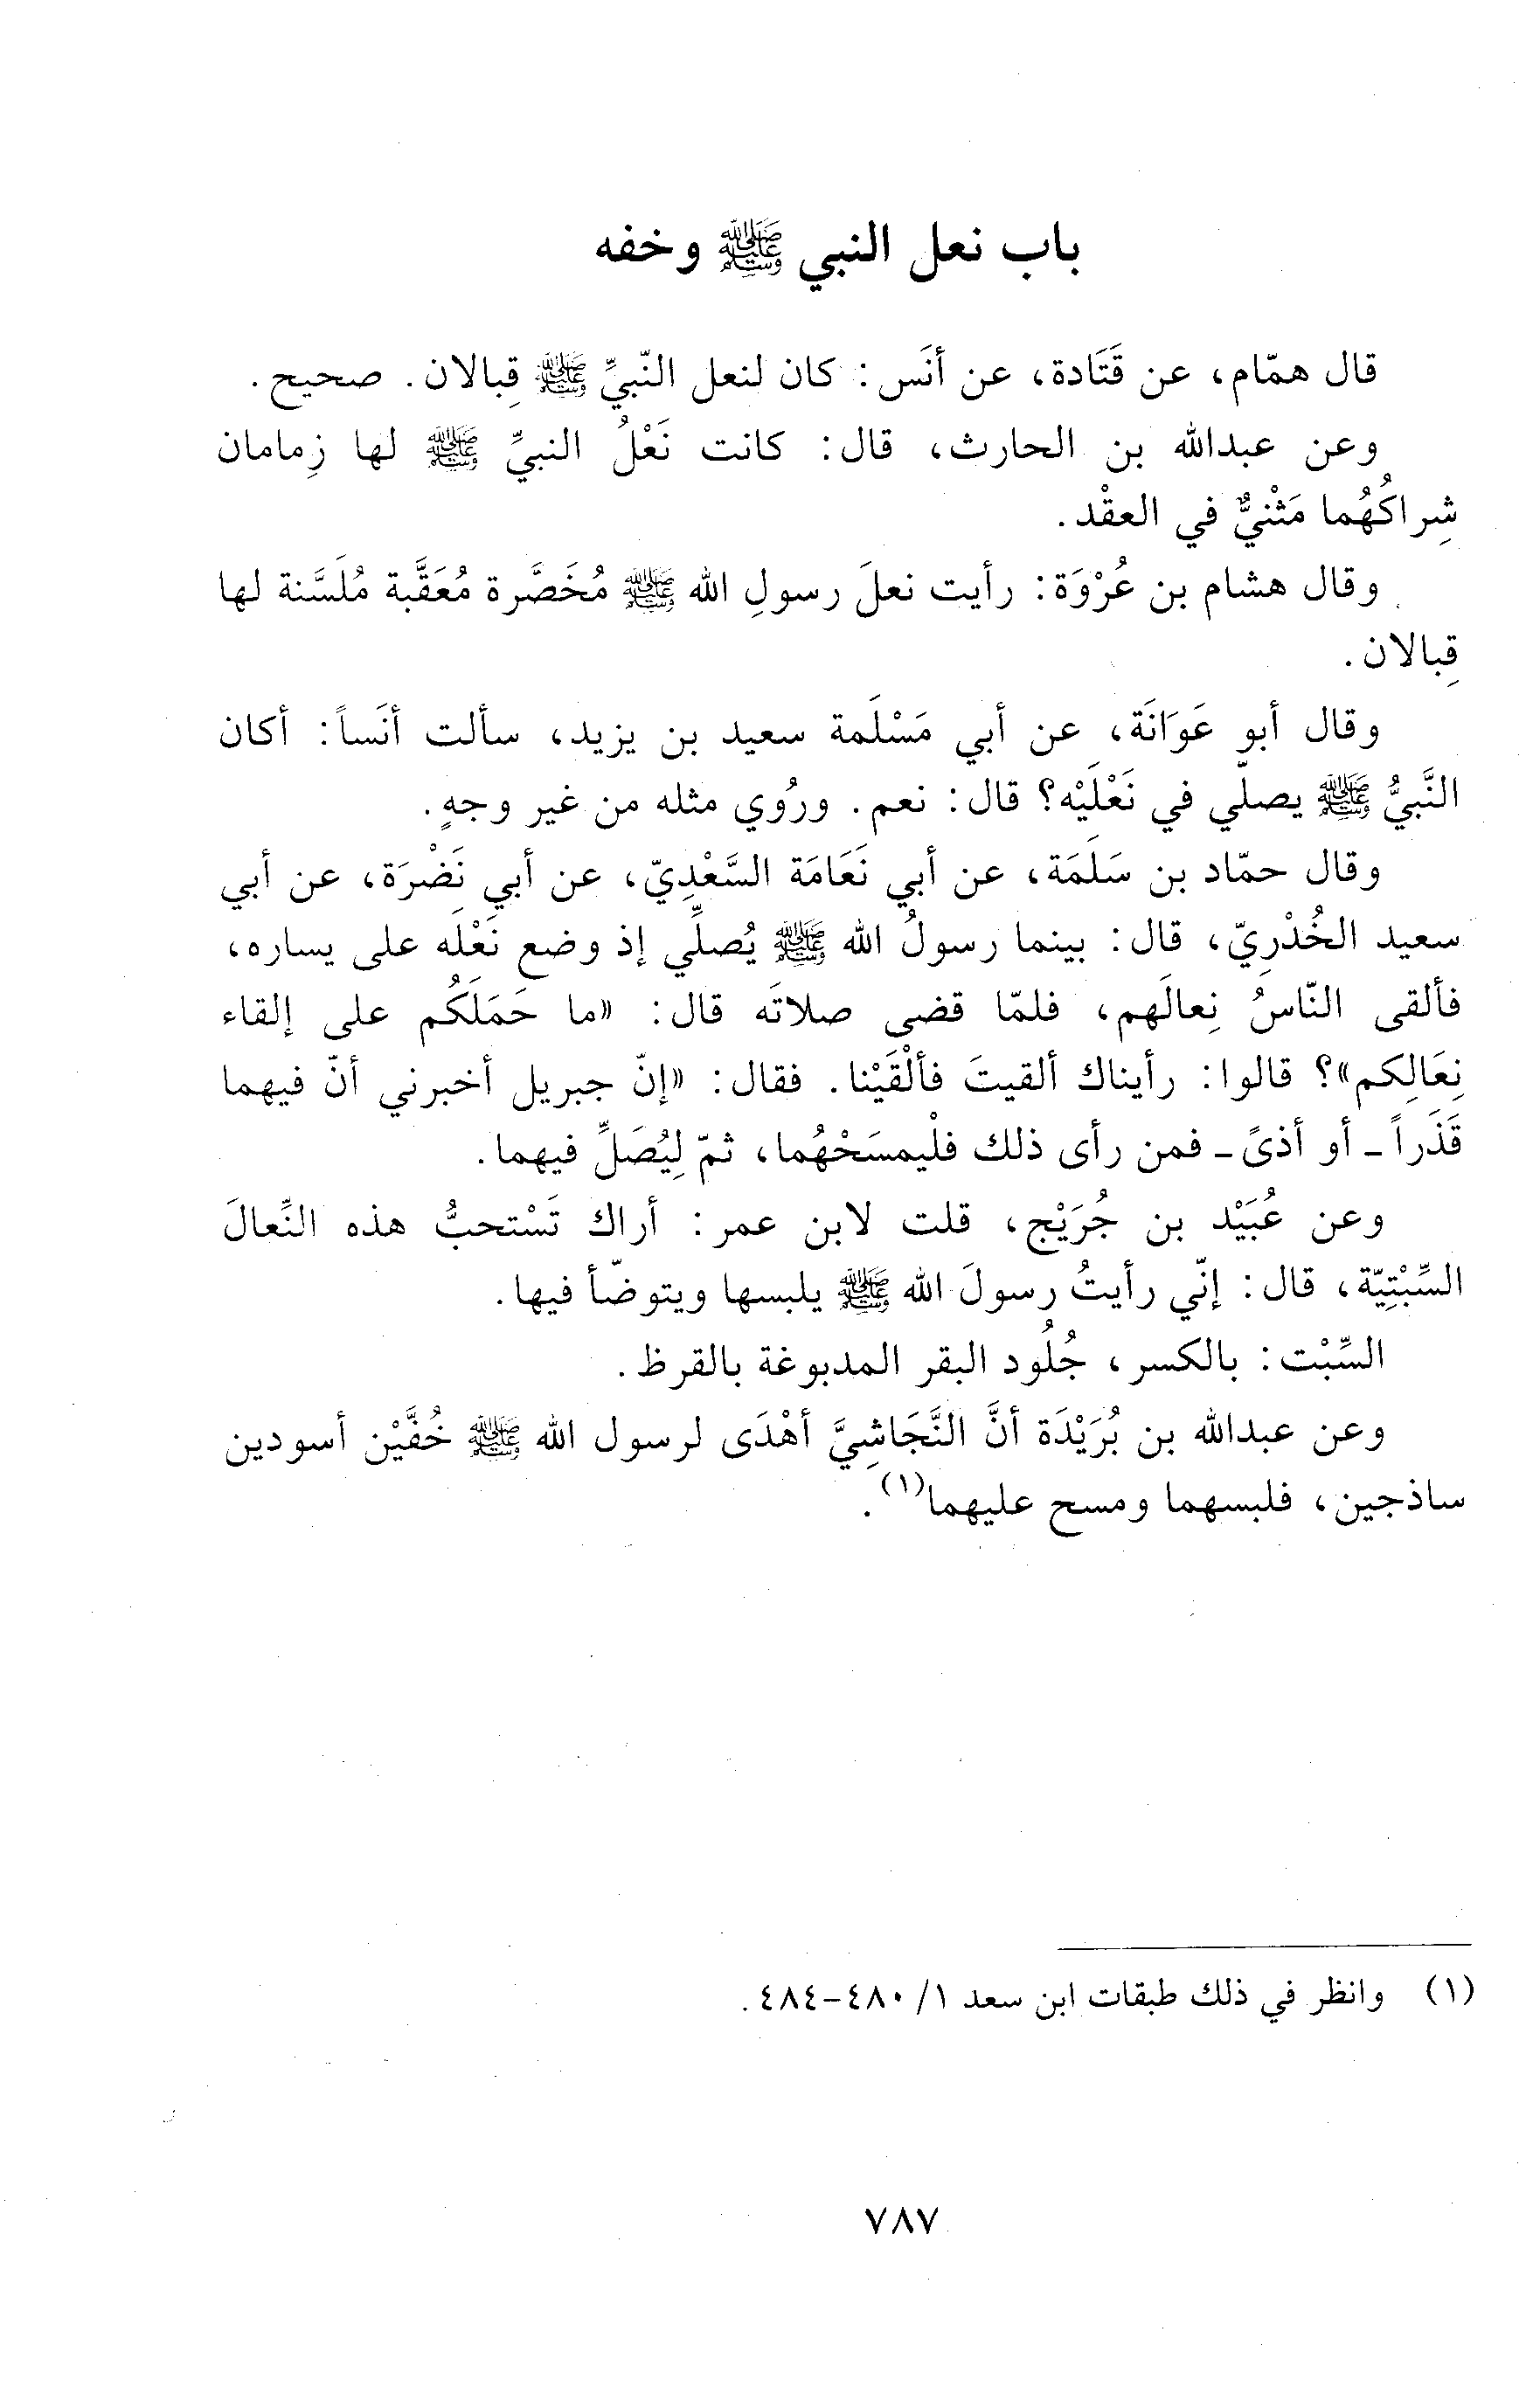 باب نعل النبي ﷺ وخفه
قال همّام، عن قَتَادة، عن أنَس: كان لنعل النّبيِّ ﷺ قِبالان. صحيح.
وعن عبدالله بن الحارث، قال: كانت نَعْلُ النبيِّ ﷺ لها زِمامان
شِراكُهُما مَثْنيٌّ في العقْد.
وقال هشام بن عُرْوَة: رأيت نعلَ رسولِ الله ﷺ مُخَصَّرة مُعَقَّبة مُلَسَّنة لها
قِبالان.
وقال أبو عَوَانَة، عن أبي مَسْلَمة سعيد بن يزيد، سألت أنَساً: أكان
النَّبيُّ ﷺ يصلّي في نَعْلَيْه؟ قال: نعم. ورُوي مثله من غير وجهٍ.
وقال حمّاد بن سَلَمَة، عن أبي نَعَامَة السَّعْدِيّ، عن أبي نَضْرَة، عن أبي
سعيد الخُدْرِيّ، قال: بينما رسولُ الله ﷺ يُصلِّي إذ وضع نَعْلَه على يساره،
فألقى النّاسُ نِعالَهم، فلمّا قضى صلاتَه قال: «ما حَمَلَكُم على إلقاء
نِعَالِكم»؟ قالوا: رأيناك ألقيتَ فألْقَيْنا. فقال: «إنّ جبريل أخبرني أنّ فيهما
قَذَراً ـ أو أذىً ـ فمن رأى ذلك فلْيمسَحْهُما، ثمّ لِيُصَلِّ فيهما.
وعن عُبَيْد بن جُرَيْج، قلت لابن عمر: أراك تَسْتحبُّ هذه النِّعالَ
السِّبْتِيّة، قال: إنّي رأيتُ رسولَ الله ﷺ يلبسها ويتوضّأ فيها.
السِّبْت: بالكسر، جُلُود البقر المدبوغة بالقرظ.
وعن عبدالله بن بُرَيْدَة أنَّ النَّجَاشِيَّ أهْدَى لرسول الله ﷺ خُفَّيْن أسودين
ساذجين، فلبسهما ومسح عليهما(١).
(١) وانظر في ذلك طبقات ابن سعد ١/ ٤٨٠-٤٨٤.
٧٨٧